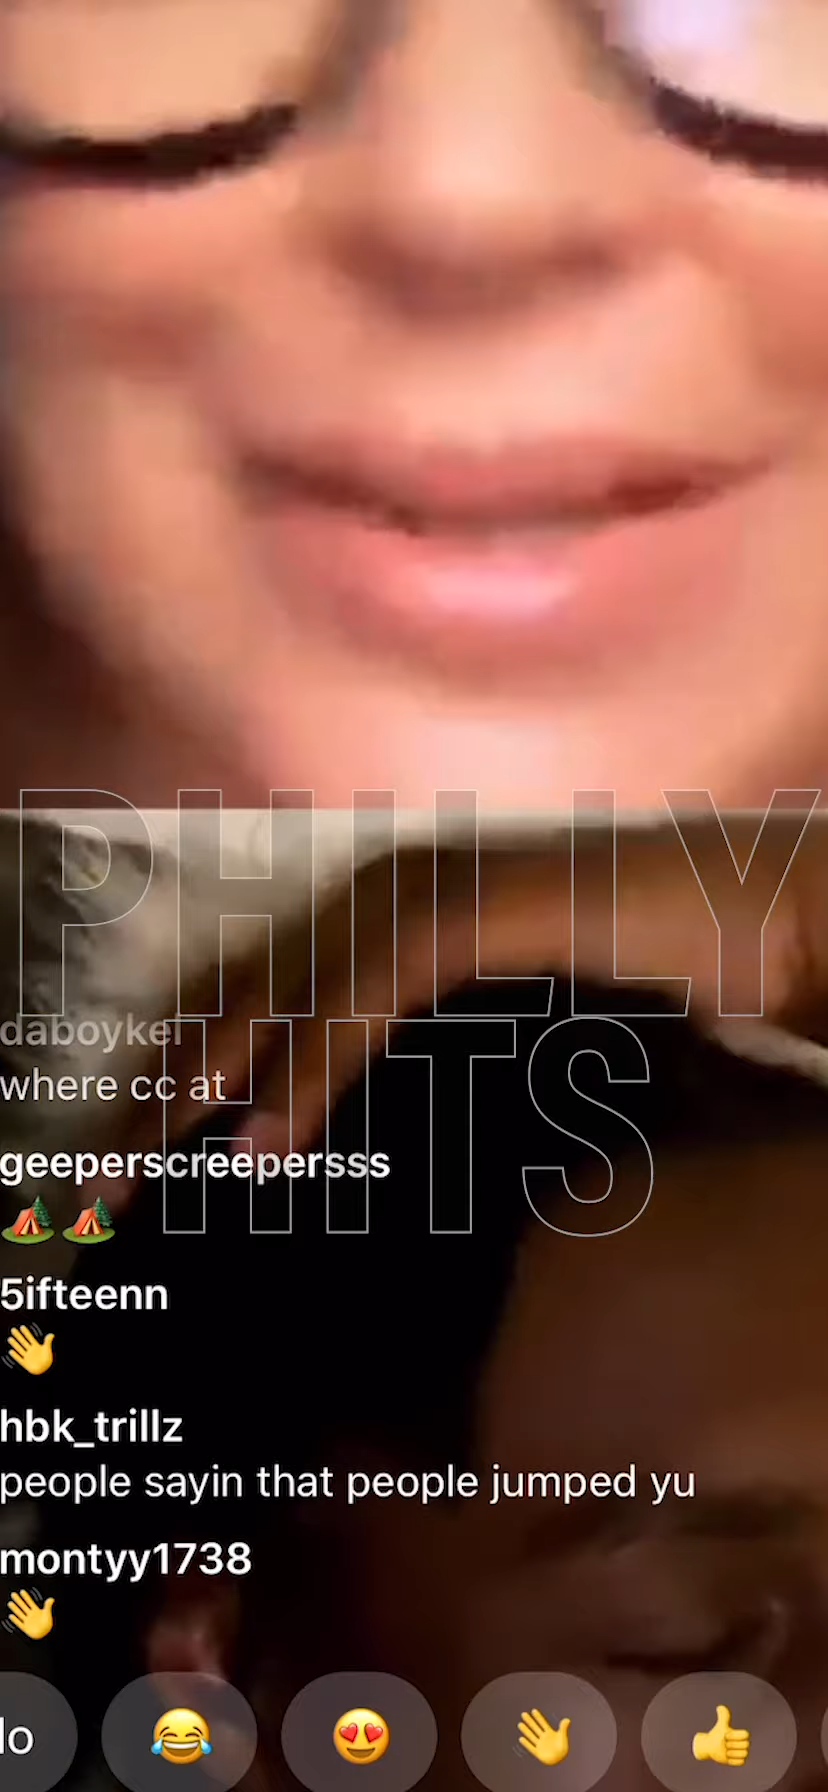 PHILLY
HITS
daboykel
where cc at
geeperscreepersss
5ifteenn
hbk_trillz
people sayin that people jumped yu
montyy1738
lo